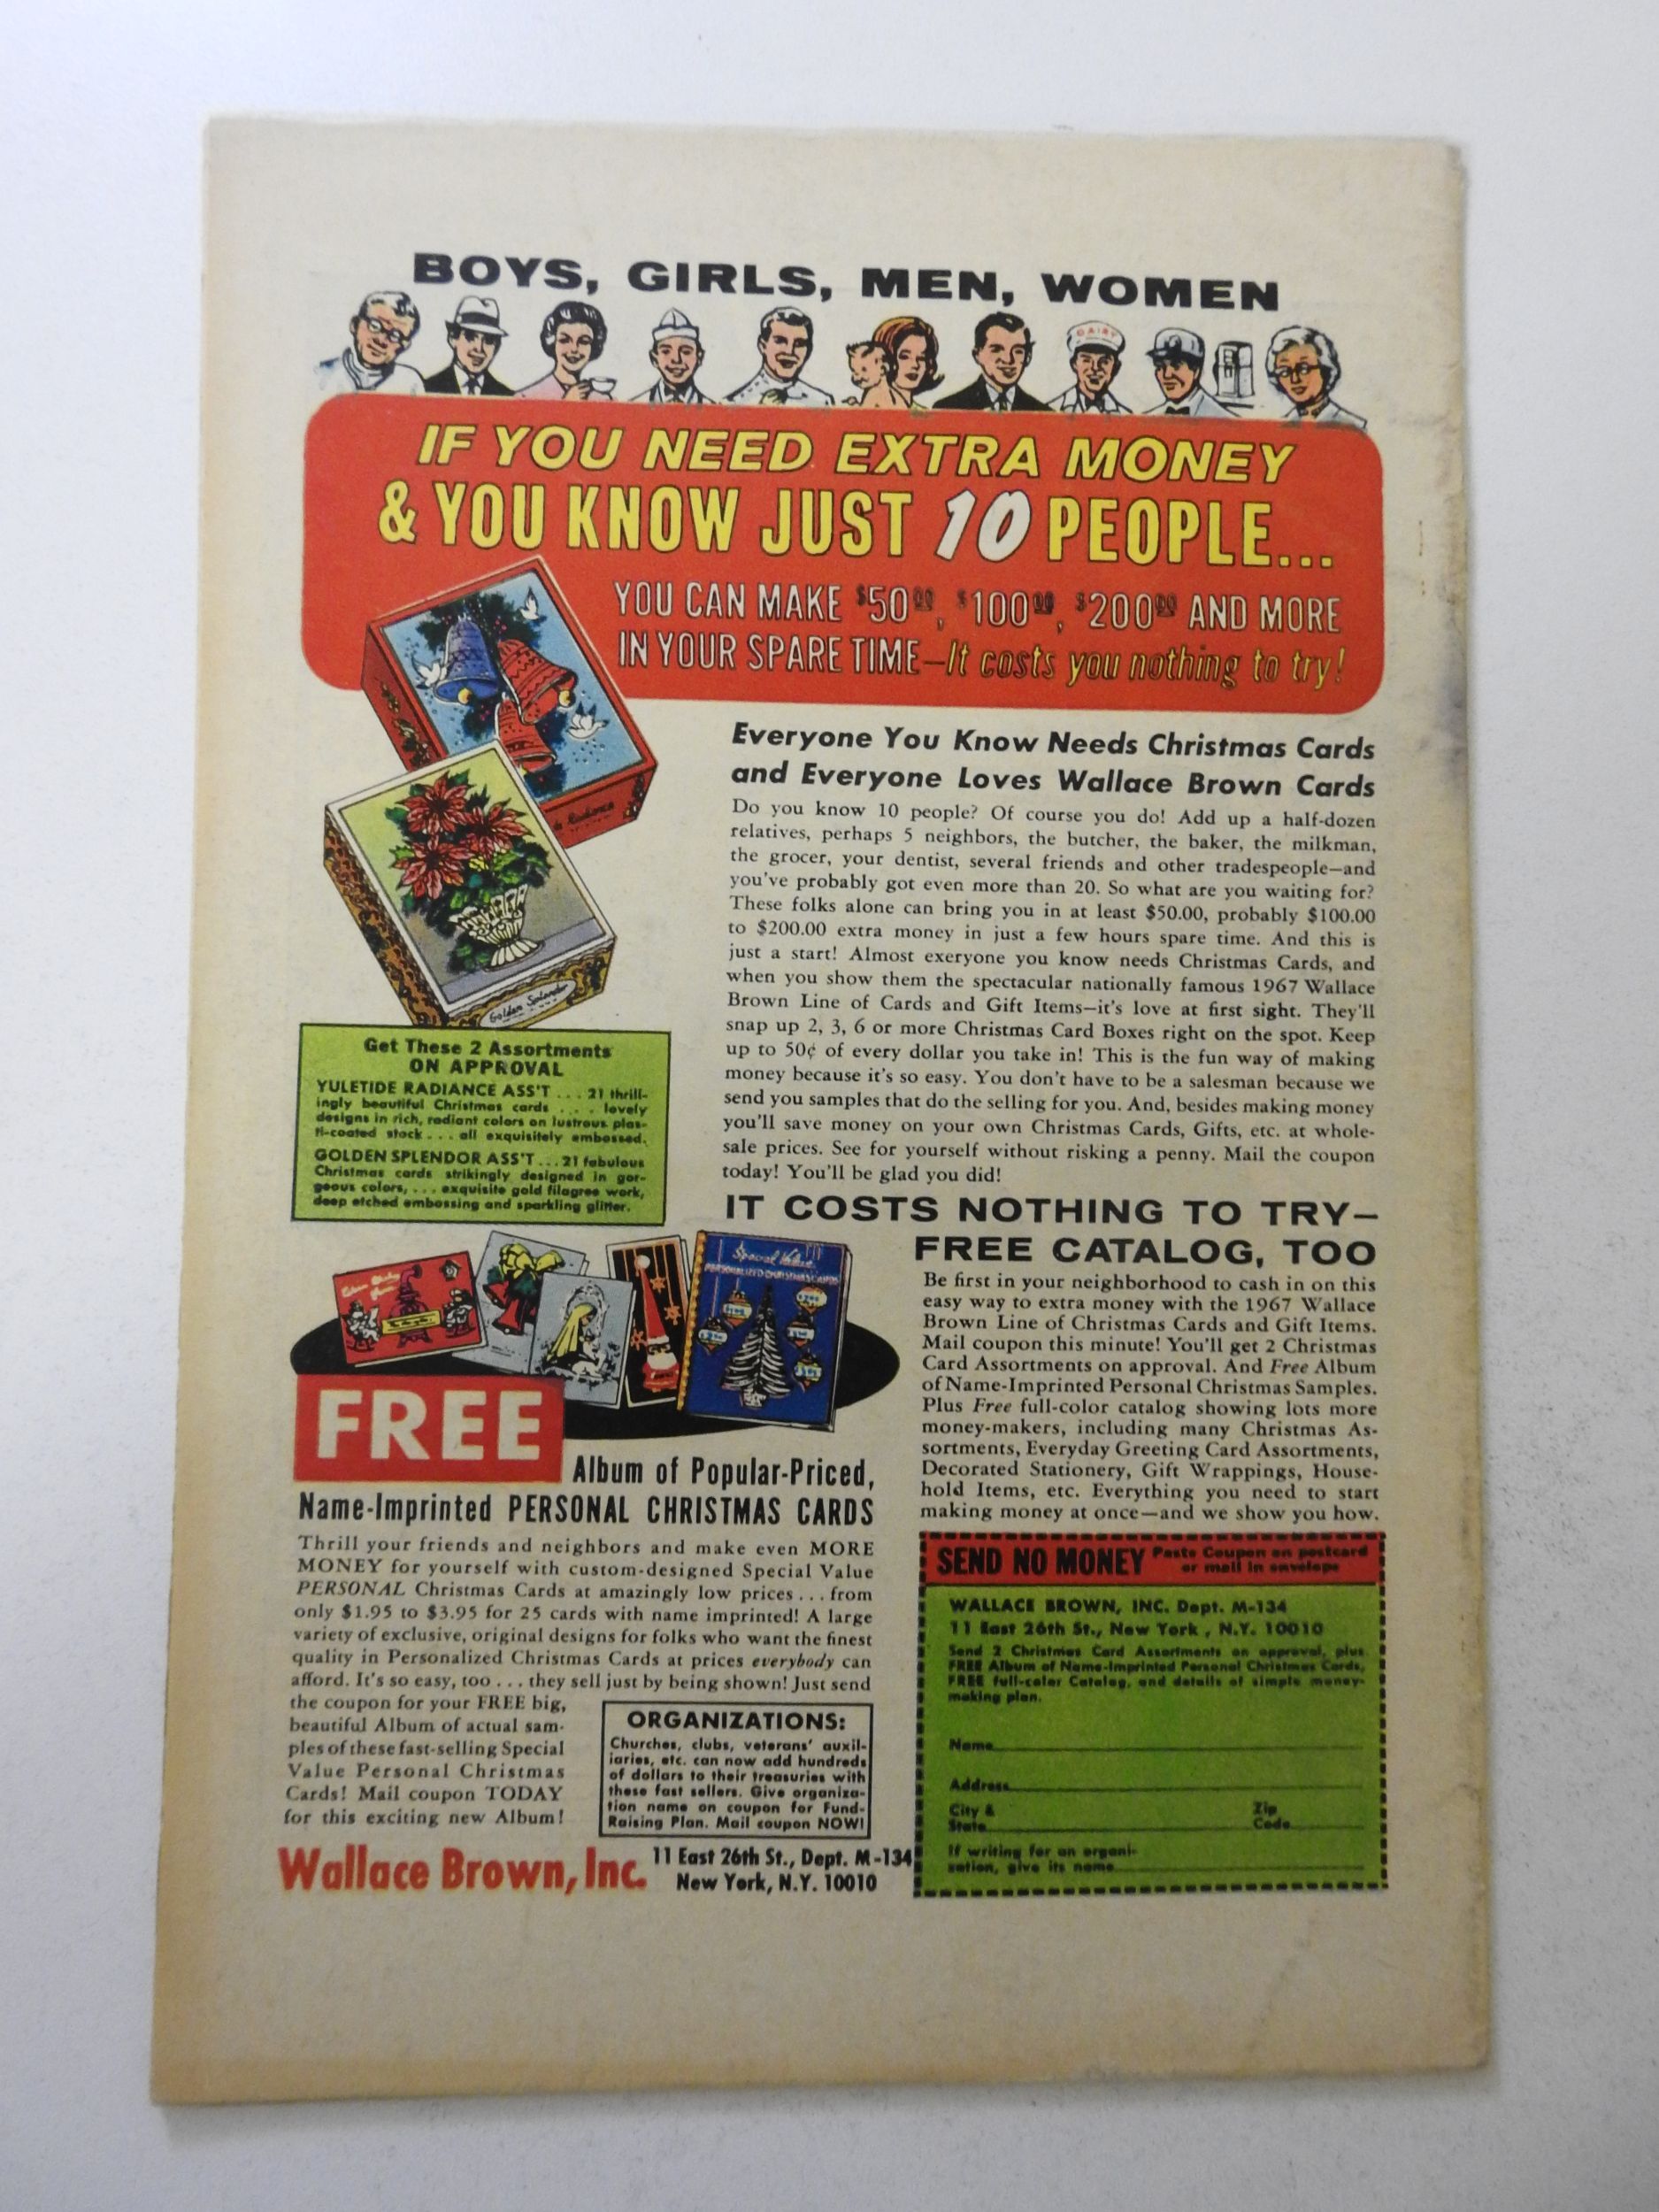 BOYS, GIRLS, MEN, WOMEN
DAIRY
IF YOU NEED EXTRA MONEY
& YOU KNOW JUST 10 PEOPLE...
YOU CAN MAKE $50.00, $100.00, $200.00 AND MORE
IN YOUR SPARE TIME—It costs you nothing to try!
Radiance
Golden Splendor
Get These 2 Assortments
ON APPROVAL
YULETIDE RADIANCE ASS'T ... 21 thrill-
ingly beautiful Christmas cards .... lovely
designs in rich, radiant colors on lustrous plas-
ti-coated stock ... all exquisitely embossed.
GOLDEN SPLENDOR ASS'T ... 21 fabulous
Christmas cards strikingly designed in gor-
geous colors, ... exquisite gold filagree work,
deep etched embossing and sparkling glitter.
Everyone You Know Needs Christmas Cards
and Everyone Loves Wallace Brown Cards
Do you know 10 people? Of course you do! Add up a half-dozen
relatives, perhaps 5 neighbors, the butcher, the baker, the milkman,
the grocer, your dentist, several friends and other tradespeople—and
you've probably got even more than 20. So what are you waiting for?
These folks alone can bring you in at least $50.00, probably $100.00
to $200.00 extra money in just a few hours spare time. And this is
just a start! Almost exeryone you know needs Christmas Cards, and
when you show them the spectacular nationally famous 1967 Wallace
Brown Line of Cards and Gift Items—it's love at first sight. They'll
snap up 2, 3, 6 or more Christmas Card Boxes right on the spot. Keep
up to 50¢ of every dollar you take in! This is the fun way of making
money because it's so easy. You don't have to be a salesman because we
send you samples that do the selling for you. And, besides making money
you'll save money on your own Christmas Cards, Gifts, etc. at whole-
sale prices. See for yourself without risking a penny. Mail the coupon
today! You'll be glad you did!
IT COSTS NOTHING TO TRY—
FREE CATALOG, TOO
Be first in your neighborhood to cash in on this
easy way to extra money with the 1967 Wallace
Brown Line of Christmas Cards and Gift Items.
Mail coupon this minute! You'll get 2 Christmas
Card Assortments on approval. And Free Album
of Name-Imprinted Personal Christmas Samples.
Plus Free full-color catalog showing lots more
money-makers, including many Christmas As-
sortments, Everyday Greeting Card Assortments,
Decorated Stationery, Gift Wrappings, House-
hold Items, etc. Everything you need to start
making money at once—and we show you how.
Special Value
PERSONALIZED CHRISTMAS CARDS
FREE
Album of Popular-Priced,
Name-Imprinted PERSONAL CHRISTMAS CARDS
Thrill your friends and neighbors and make even MORE
MONEY for yourself with custom-designed Special Value
PERSONAL Christmas Cards at amazingly low prices ... from
only $1.95 to $3.95 for 25 cards with name imprinted! A large
variety of exclusive, original designs for folks who want the finest
quality in Personalized Christmas Cards at prices everybody can
afford. It's so easy, too ... they sell just by being shown! Just send
the coupon for your FREE big,
beautiful Album of actual sam-
ples of these fast-selling Special
Value Personal Christmas
Cards! Mail coupon TODAY
for this exciting new Album!
ORGANIZATIONS:
Churches, clubs, veterans' auxil-
iaries, etc. can now add hundreds
of dollars to their treasuries with
these fast sellers. Give organiza-
tion name on coupon for Fund-
Raising Plan. Mail coupon NOW!
Wallace Brown, Inc.
11 East 26th St., Dept. M-134
New York, N.Y. 10010
SEND NO MONEY Paste Coupon on postcard
or mail in envelope
WALLACE BROWN, INC. Dept. M-134
11 East 26th St., New York, N.Y. 10010
Send 2 Christmas Card Assortments on approval, plus
FREE Album of Name-Imprinted Personal Christmas Cards,
FREE full-color Catalog, and details of simple money-
making plan.
Name
Address
City & Zip
State Code
If writing for an organi-
zation, give its name